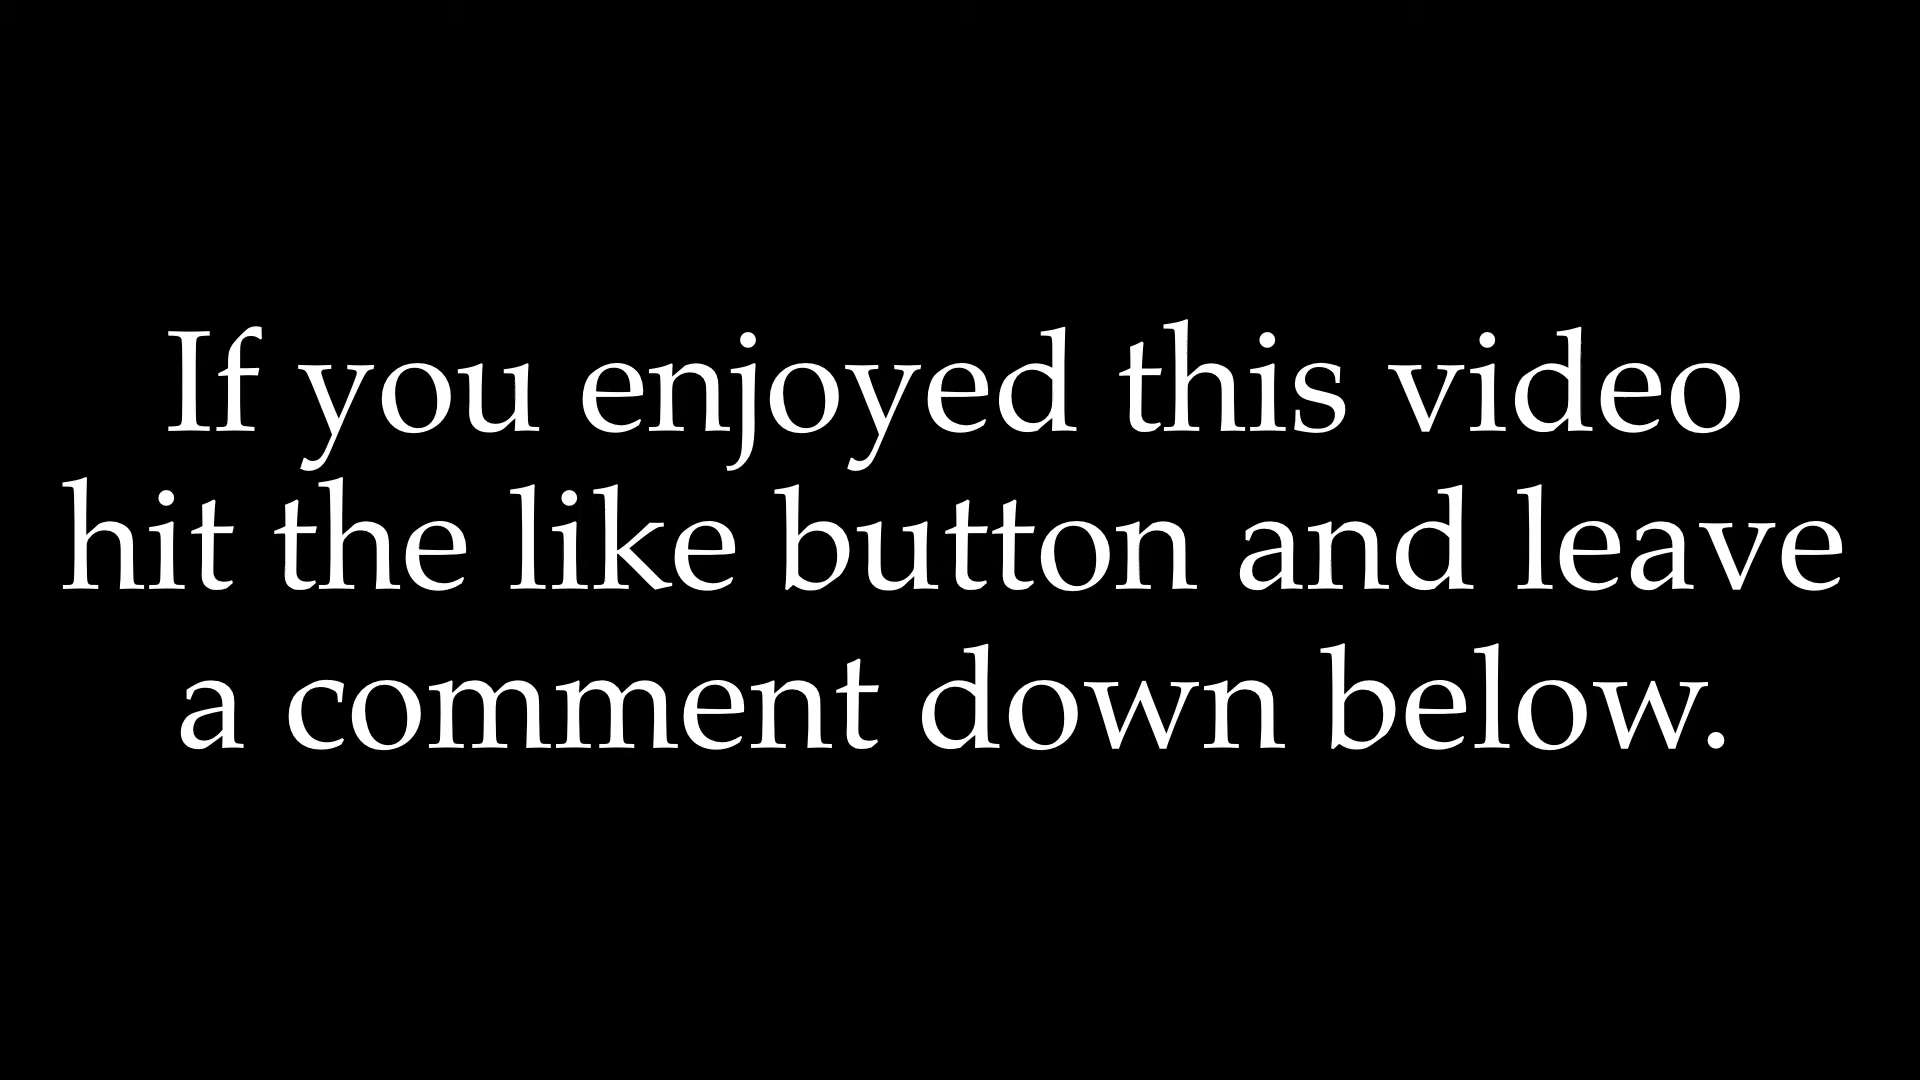 If you enjoyed this video
hit the like button and leave
a comment down below.